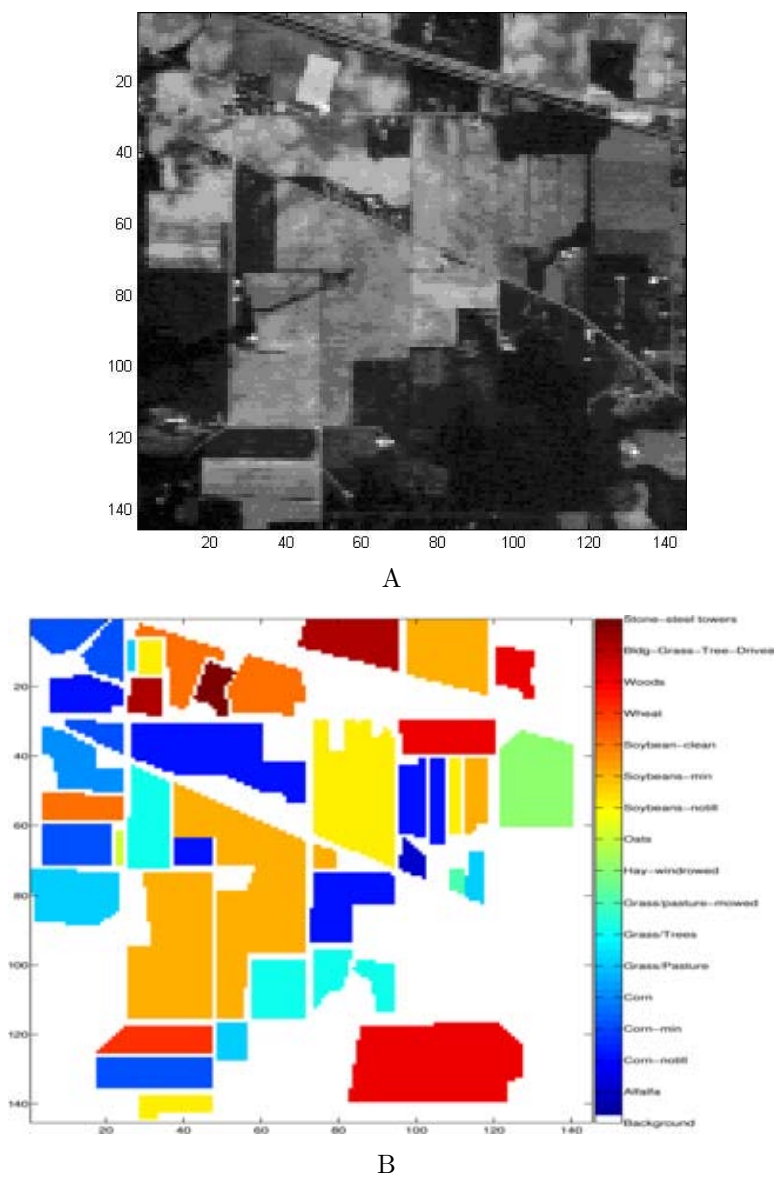 20
40
60
80
100
120
140
20 40 60 80 100 120 140
A
20
40
60
80
100
120
140
20 40 60 80 100 120 140
Stone-steel towers
Bldg-Grass-Tree-Drives
Woods
Wheat
Soybean-clean
Soybeans-min
Soybeans-notill
Oats
Hay-windrowed
Grass/pasture-mowed
Grass/Trees
Grass/Pasture
Corn
Corn-min
Corn-notill
Alfalfa
Background
B